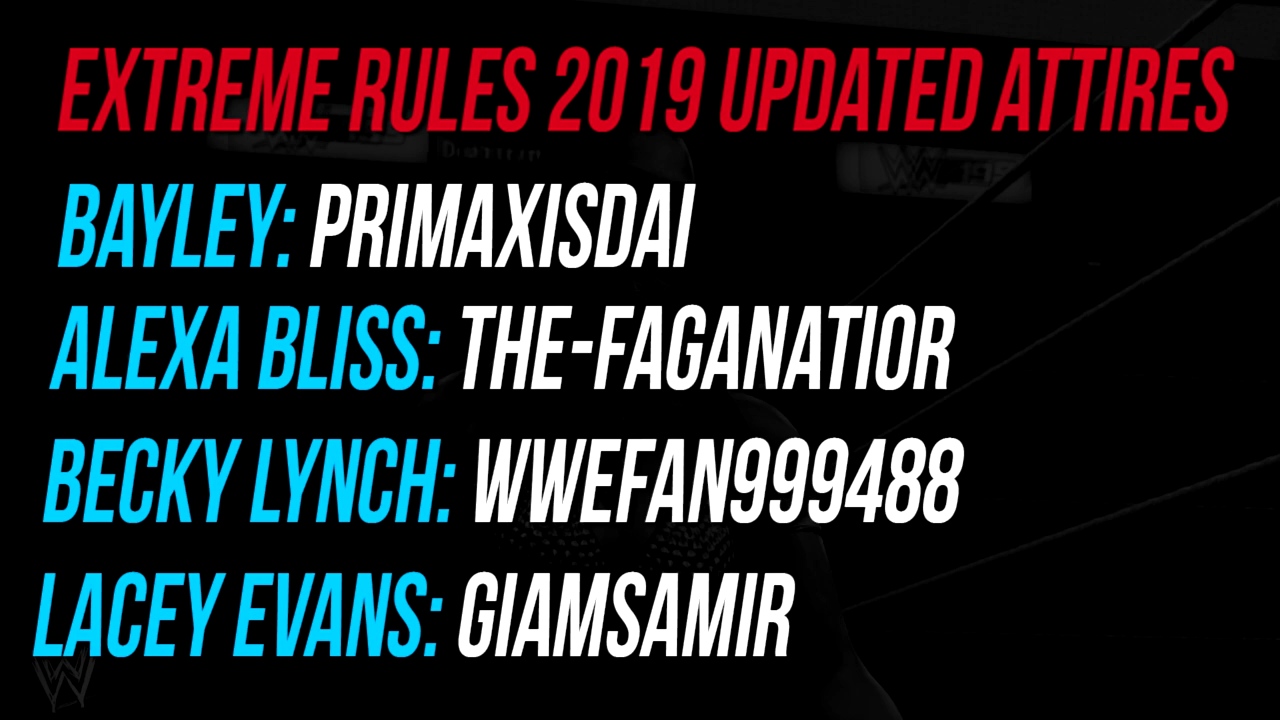 EXTREME RULES 2019 UPDATED ATTIRES
BAYLEY: PRIMAXISDAI
ALEXA BLISS: THE-FAGANATIOR
BECKY LYNCH: WWEFAN999488
LACEY EVANS: GIAMSAMIR